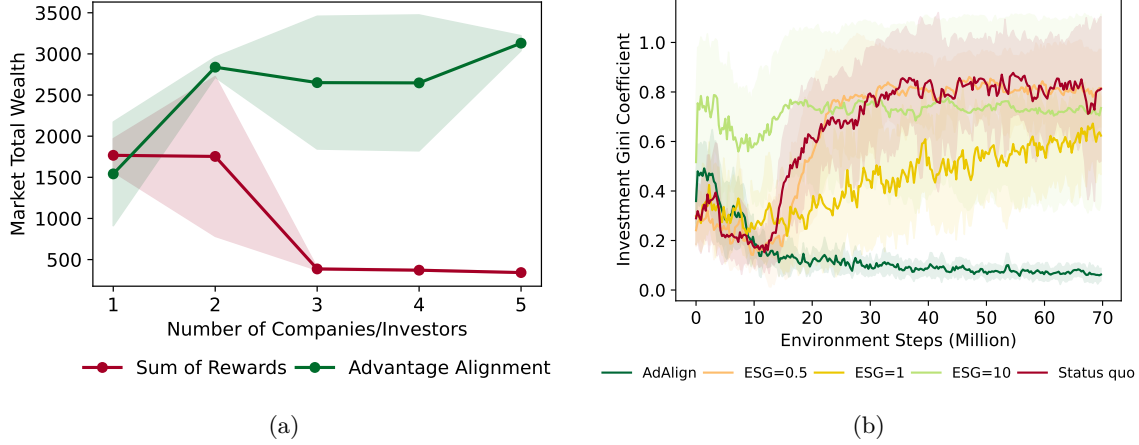 3500
3000
2500
2000
1500
1000
500
Market Total Wealth
1 2 3 4 5
Number of Companies/Investors
Sum of Rewards Advantage Alignment
(a)
1.0
0.8
0.6
0.4
0.2
0.0
Investment Gini Coefficient
0 10 20 30 40 50 60 70
Environment Steps (Million)
AdAlign ESG=0.5 ESG=1 ESG=10 Status quo
(b)